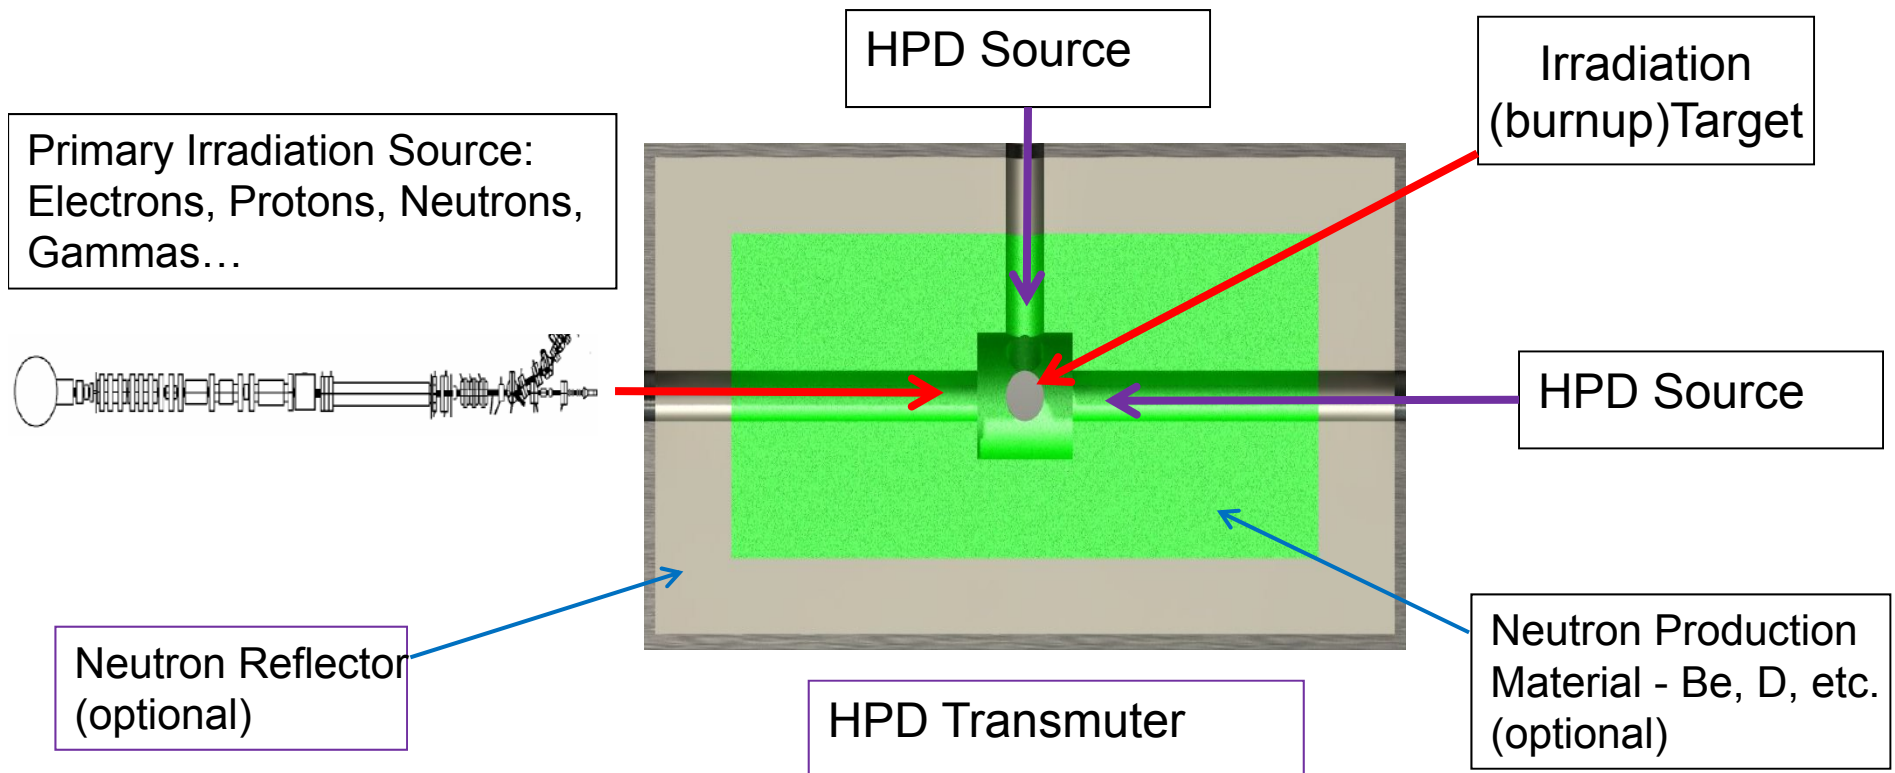 HPD Source
Irradiation
(burnup)Target
Primary Irradiation Source:
Electrons, Protons, Neutrons,
Gammas…
HPD Source
Neutron Reflector
(optional)
HPD Transmuter
Neutron Production
Material - Be, D, etc.
(optional)